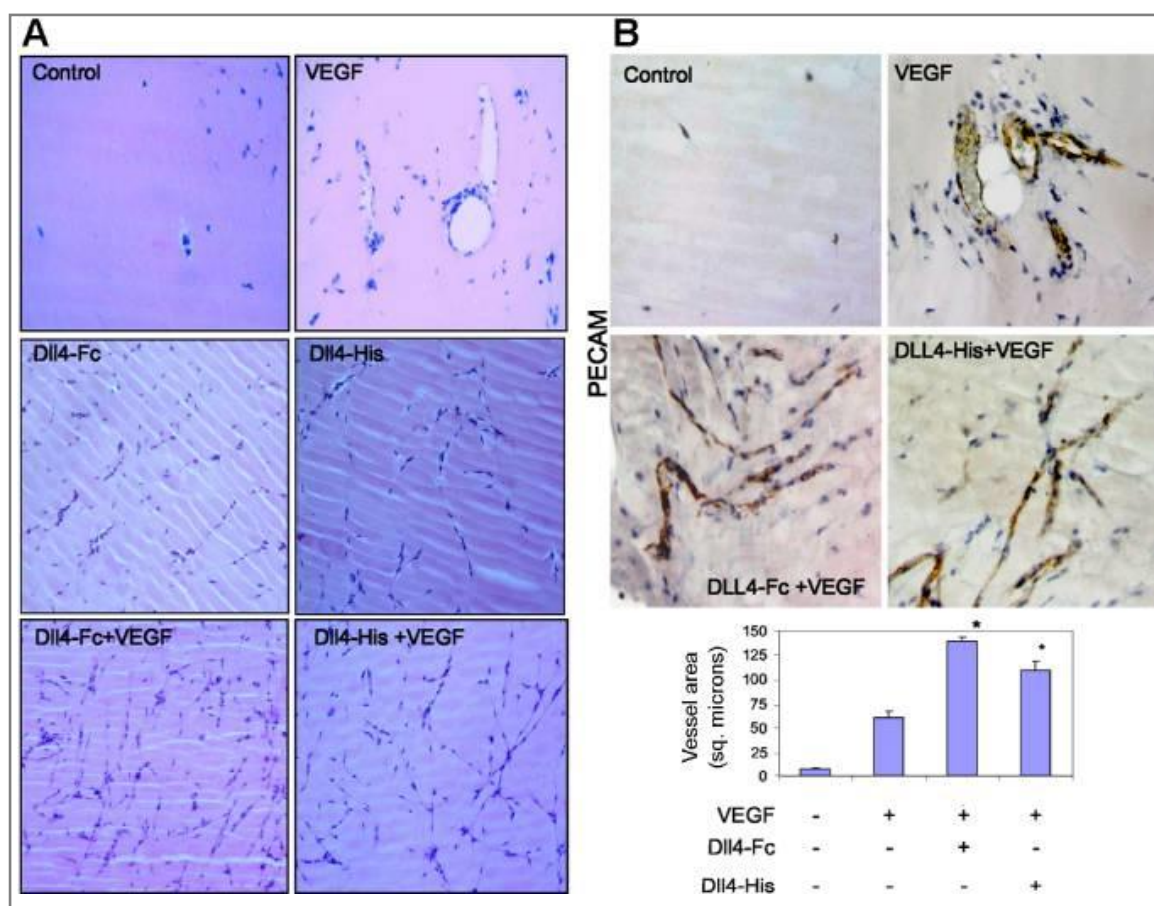 A
Control
VEGF
Dll4-Fc
Dll4-His
Dll4-Fc+VEGF
Dll4-His +VEGF
B
PECAM
Control
VEGF
DLL4-Fc +VEGF
DLL4-His+VEGF
Vessel area
(sq. microns)
150
125
100
75
50
25
0
*
*
VEGF - + + +
Dll4-Fc - - + -
Dll4-His - - - +